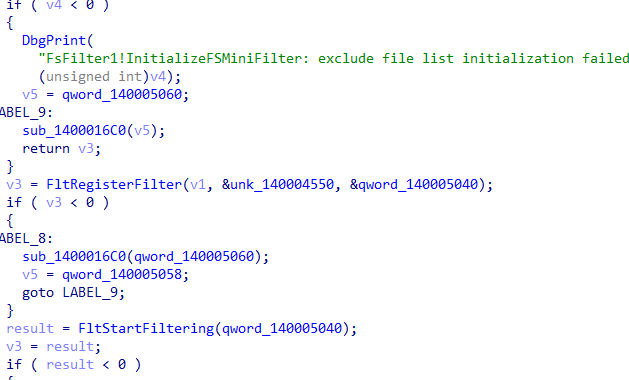 if ( v4 < 0 )
{
DbgPrint(
"FsFilter1!InitializeFSMiniFilter: exclude file list initialization failed
(unsigned int)v4);
v5 = qword_140005060;
ABEL_9:
sub_1400016C0(v5);
return v3;
}
v3 = FltRegisterFilter(v1, &unk_140004550, &qword_140005040);
if ( v3 < 0 )
{
ABEL_8:
sub_1400016C0(qword_140005060);
v5 = qword_140005058;
goto LABEL_9;
}
result = FltStartFiltering(qword_140005040);
v3 = result;
if ( result < 0 )
{